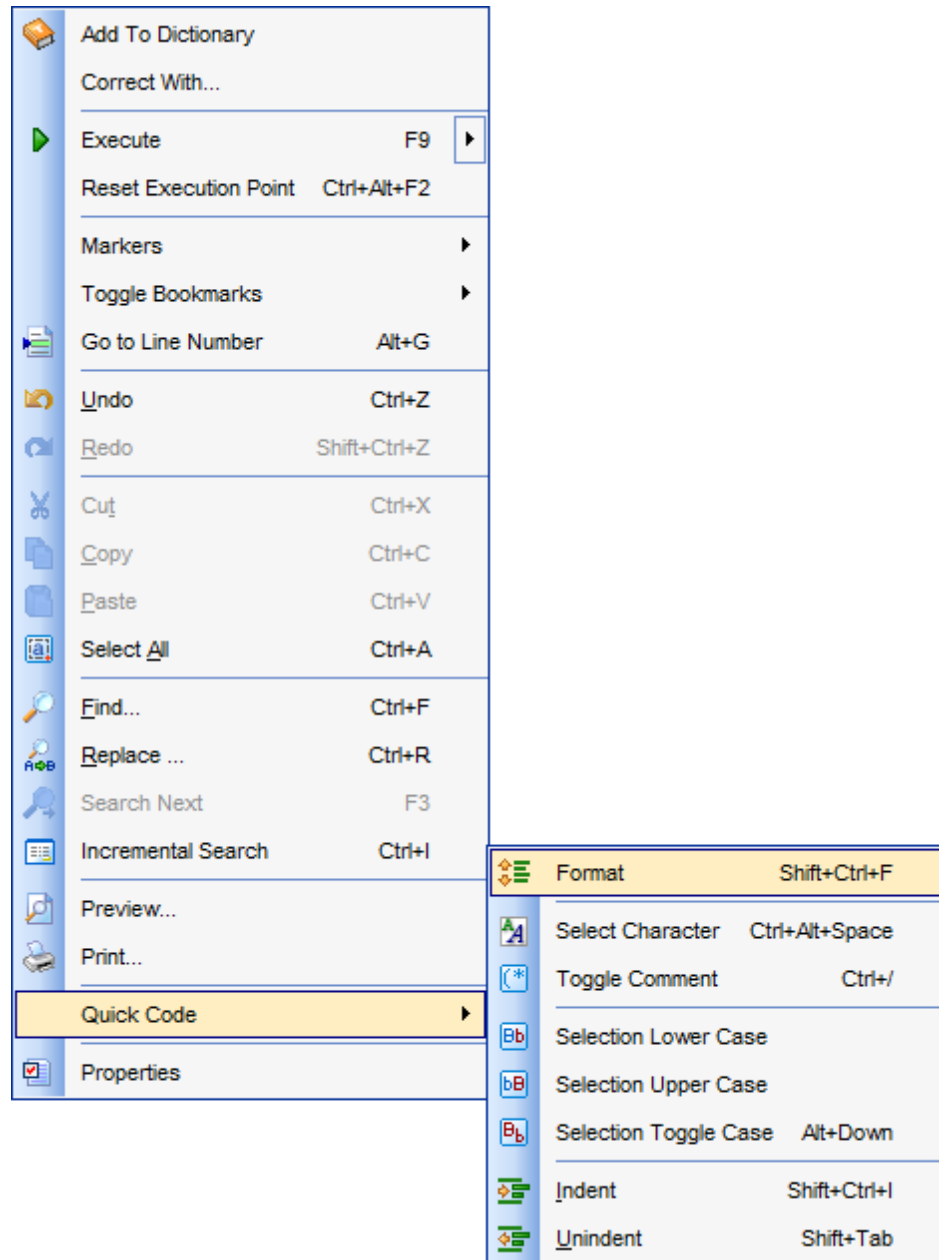 Add To Dictionary
Correct With...
Execute F9
Reset Execution Point Ctrl+Alt+F2
Markers
Toggle Bookmarks
Go to Line Number Alt+G
Undo Ctrl+Z
Redo Shift+Ctrl+Z
Cut Ctrl+X
Copy Ctrl+C
Paste Ctrl+V
Select All Ctrl+A
Find... Ctrl+F
Replace ... Ctrl+R
Search Next F3
Incremental Search Ctrl+I
Preview...
Print...
Quick Code
Properties
Format Shift+Ctrl+F
Select Character Ctrl+Alt+Space
Toggle Comment Ctrl+/
Selection Lower Case
Selection Upper Case
Selection Toggle Case Alt+Down
Indent Shift+Ctrl+I
Unindent Shift+Tab